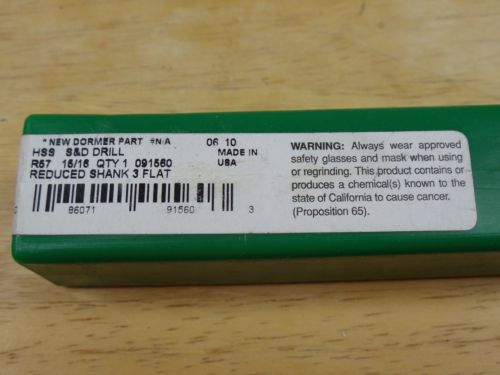 * NEW DORMER PART #N/A 06 10
HSS S&D DRILL MADE IN
R57 15/16 QTY 1 091560 USA
REDUCED SHANK 3 FLAT
86071 91560 3
WARNING: Always wear approved
safety glasses and mask when using
or regrinding. This product contains or
produces a chemical(s) known to the
state of California to cause cancer.
(Proposition 65).